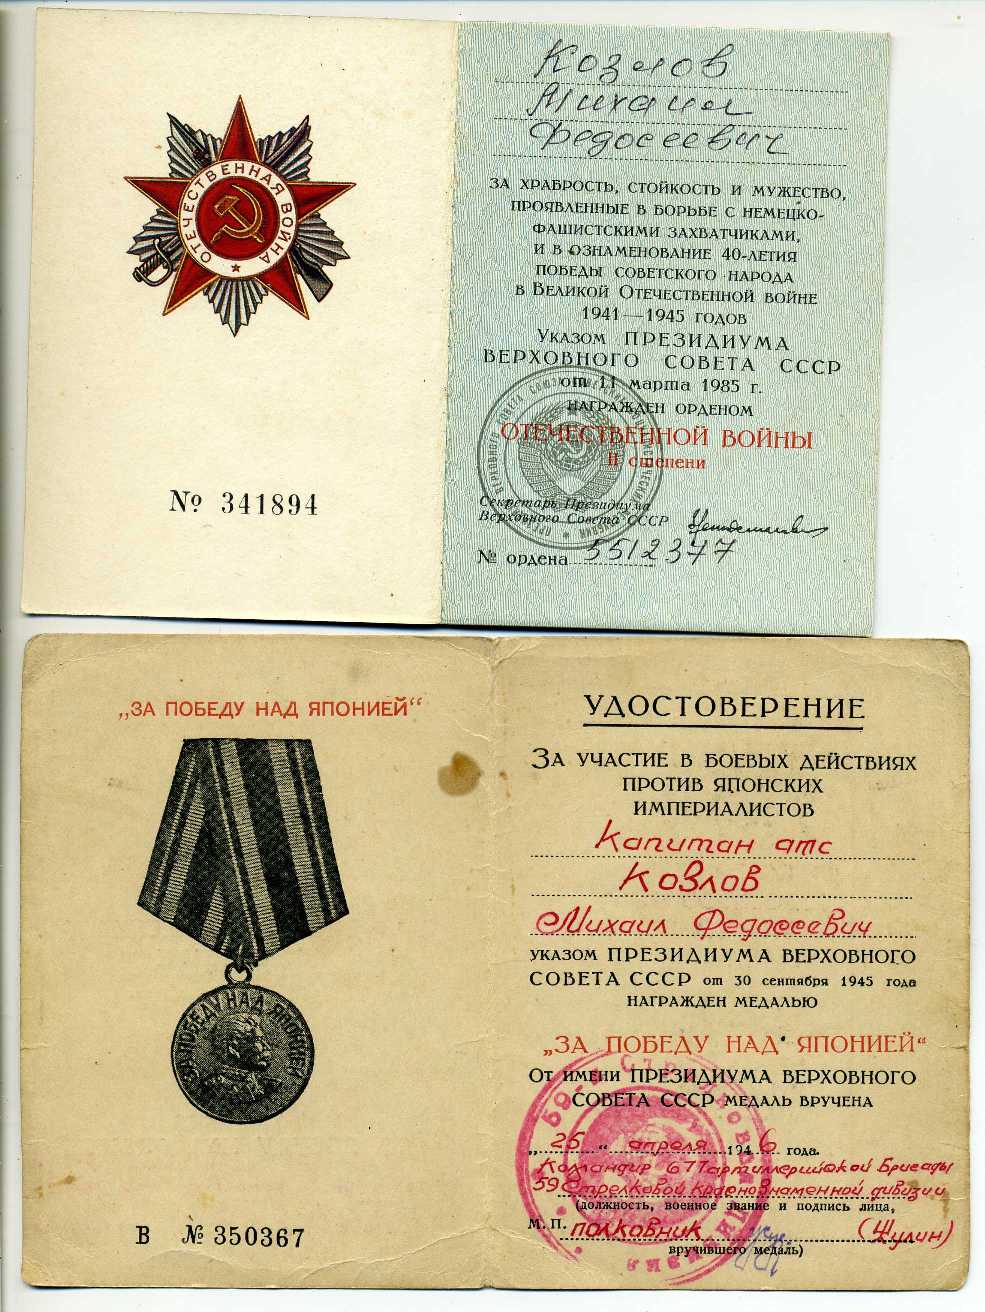 ОТЕЧЕСТВЕННАЯ ВОЙНА
№ 341894
Козлов
Михаил
Федосеевич
ЗА ХРАБРОСТЬ, СТОЙКОСТЬ И МУЖЕСТВО,
ПРОЯВЛЕННЫЕ В БОРЬБЕ С НЕМЕЦКО-
ФАШИСТСКИМИ ЗАХВАТЧИКАМИ,
И В ОЗНАМЕНОВАНИЕ 40-ЛЕТИЯ
ПОБЕДЫ СОВЕТСКОГО НАРОДА
В ВЕЛИКОЙ ОТЕЧЕСТВЕННОЙ ВОЙНЕ
1941—1945 ГОДОВ
УКАЗОМ ПРЕЗИДИУМА
ВЕРХОВНОГО СОВЕТА СССР
от 11 марта 1985 г.
НАГРАЖДЕН ОРДЕНОМ
ОТЕЧЕСТВЕННОЙ ВОЙНЫ
II степени
Секретарь Президиума
Верховного Совета СССР
№ ордена 5512377
„ЗА ПОБЕДУ НАД ЯПОНИЕЙ“
ЗА ПОБЕДУ НАД ЯПОНИЕЙ
В № 350367
УДОСТОВЕРЕНИЕ
ЗА УЧАСТИЕ В БОЕВЫХ ДЕЙСТВИЯХ
ПРОТИВ ЯПОНСКИХ
ИМПЕРИАЛИСТОВ
Капитан атс
Козлов
Михаил Федосеевич
УКАЗОМ ПРЕЗИДИУМА ВЕРХОВНОГО
СОВЕТА СССР от 30 сентября 1945 года
НАГРАЖДЕН МЕДАЛЬЮ
„ЗА ПОБЕДУ НАД ЯПОНИЕЙ“
ОТ ИМЕНИ ПРЕЗИДИУМА ВЕРХОВНОГО
СОВЕТА СССР МЕДАЛЬ ВРУЧЕНА
„25“ апреля 1946 года.
Командир 67 Артиллерийской Бригады
59 Стрелковой Краснознаменной дивизии
(должность, военное звание и подпись лица,
М. П. полковник (Жулин)
вручившего медаль)
59-я Стрелковая дивизия